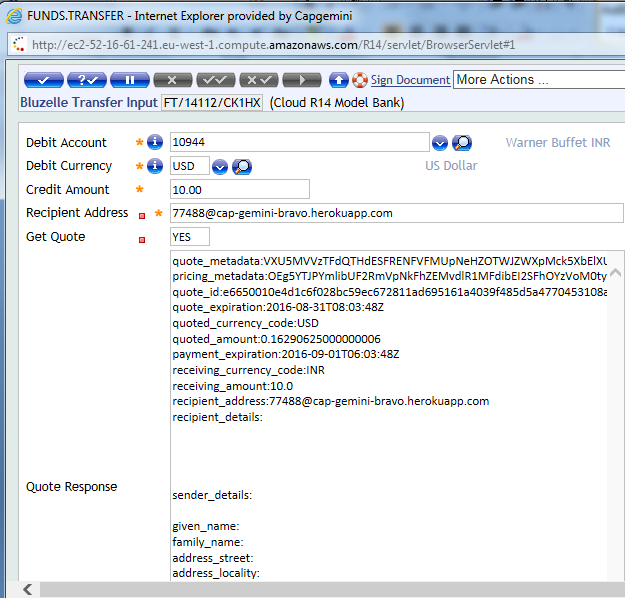 FUNDS.TRANSFER - Internet Explorer provided by Capgemini
http://ec2-52-16-61-241.eu-west-1.compute.amazonaws.com/R14/servlet/BrowserServlet#1
Sign Document More Actions ...
Bluzelle Transfer Input FT/14112/CK1HX (Cloud R14 Model Bank)
Debit Account * 10944 Warner Buffet INR
Debit Currency * USD US Dollar
Credit Amount * 10.00
Recipient Address * 77488@cap-gemini-bravo.herokuapp.com
Get Quote YES
quote_metadata:VXU5MVVzTFdQTHdESFRENFVFMUpNeHZOTWJZWXpMck5XbElXU
pricing_metadata:OEg5YTJPYmlibUF2RmVpNkFhZEMvdlR1MFdibEI2SFhOYzVoM0ty
quote_id:e6650010e4d1c6f028bc59ec672811ad695161a4039f485d5a4770453108a
quote_expiration:2016-08-31T08:03:48Z
quoted_currency_code:USD
quoted_amount:0.16290625000000006
payment_expiration:2016-09-01T06:03:48Z
receiving_currency_code:INR
receiving_amount:10.0
recipient_address:77488@cap-gemini-bravo.herokuapp.com
recipient_details:
Quote Response
sender_details:
given_name:
family_name:
address_street:
address_locality: